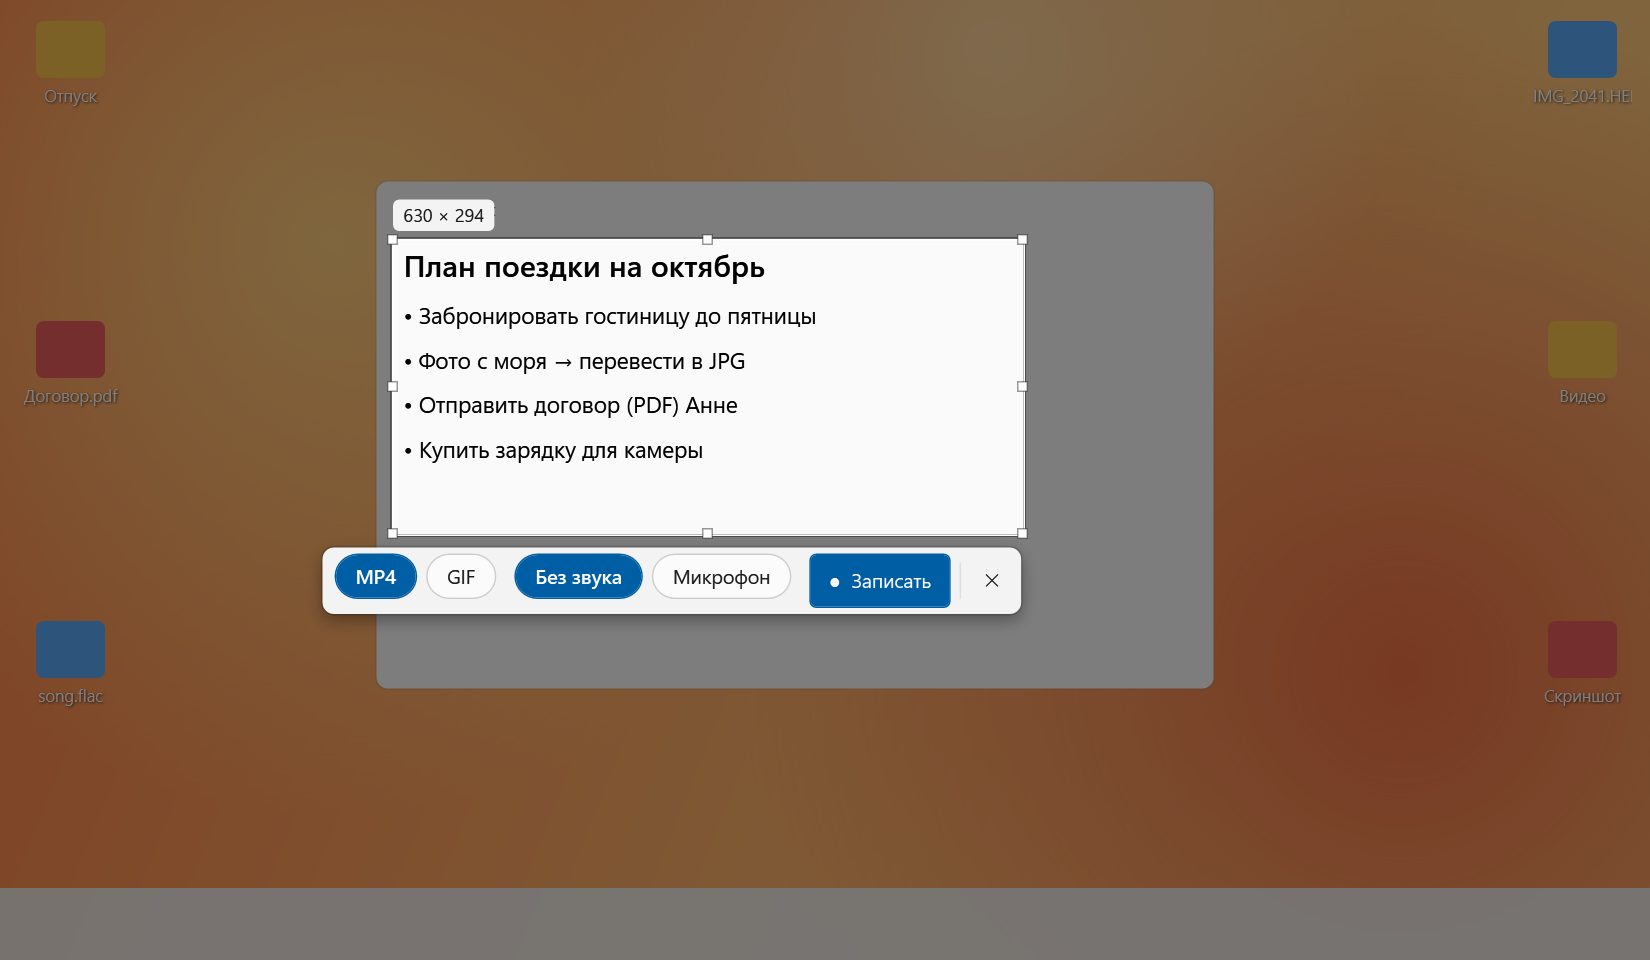 Отпуск
IMG_2041.HEI
630 × 294
План поездки на октябрь
• Забронировать гостиницу до пятницы
• Фото с моря → перевести в JPG
• Отправить договор (PDF) Анне
• Купить зарядку для камеры
Договор.pdf
Видео
MP4 GIF Без звука Микрофон Записать
song.flac
Скриншот